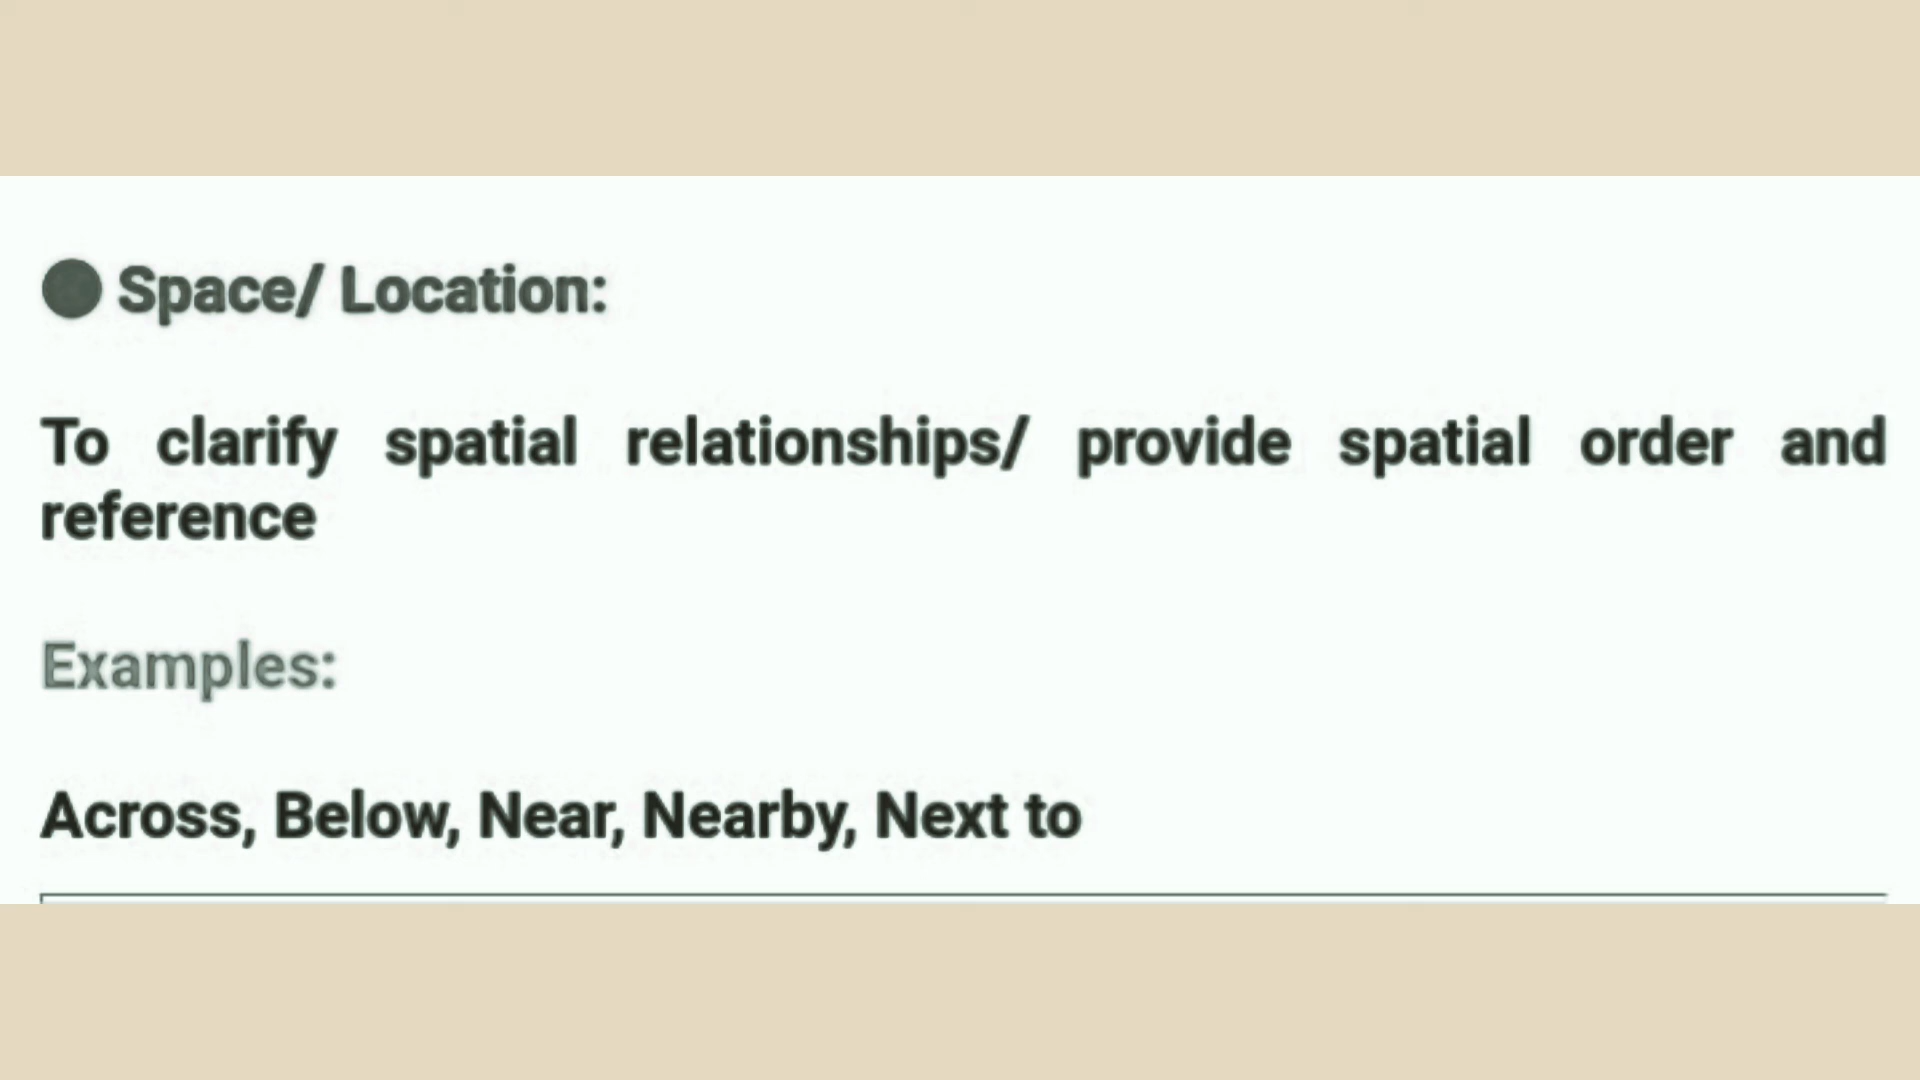 ● Space/ Location:
To clarify spatial relationships/ provide spatial order and
reference
Examples:
Across, Below, Near, Nearby, Next to